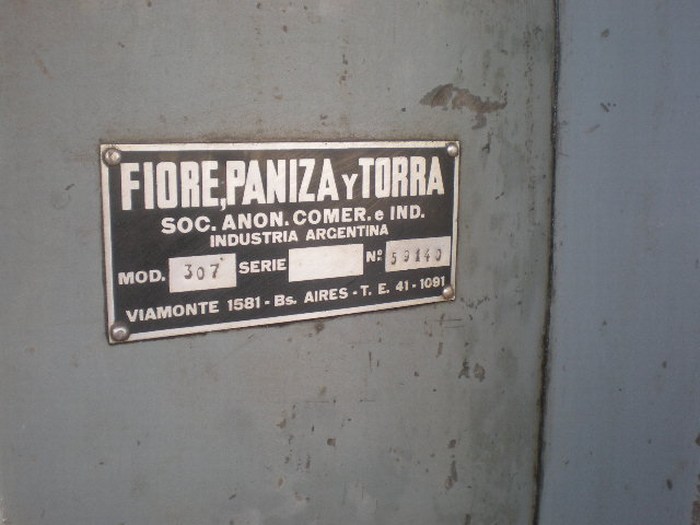 FIORE, PANIZA Y TORRA
SOC. ANON. COMER. e IND.
INDUSTRIA ARGENTINA
MOD. 307 SERIE Nº. 59140
VIAMONTE 1581 - Bs. AIRES - T. E. 41 - 1091